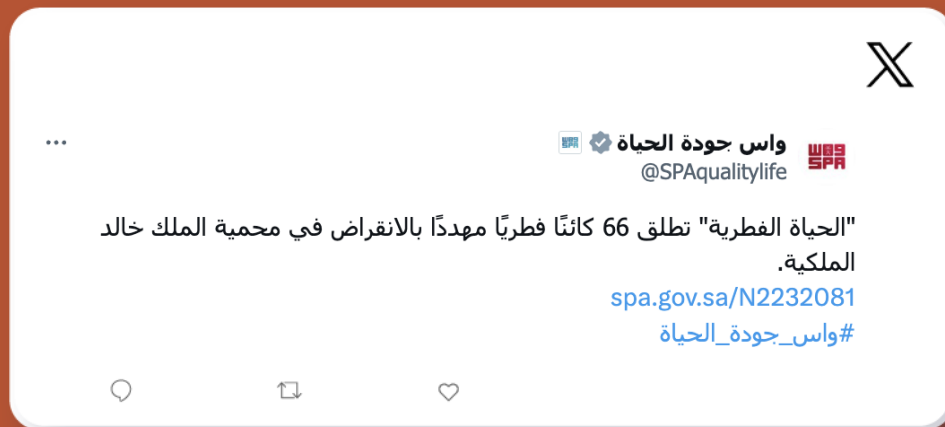 واس جودة الحياة
@SPAqualitylife
"الحياة الفطرية" تطلق 66 كائنًا فطريًا مهددًا بالانقراض في محمية الملك خالد
الملكية.
spa.gov.sa/N2232081
#واس_جودة_الحياة